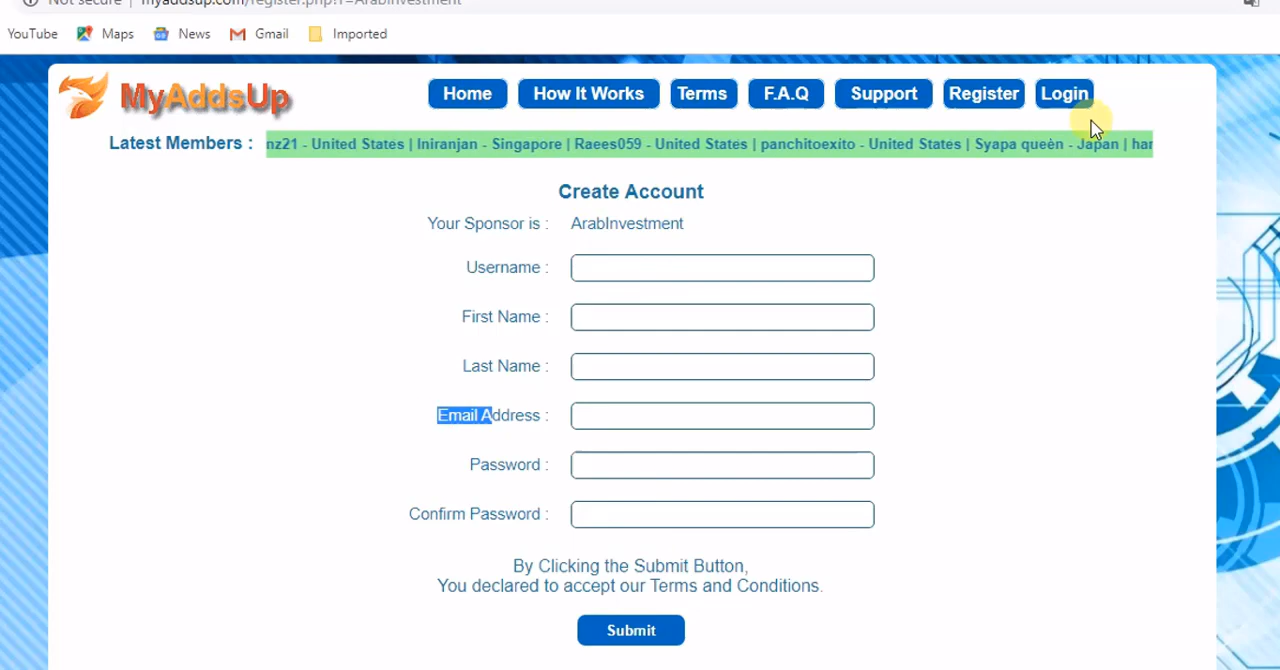 Not secure | myaddsup.com/register.php?r=ArabInvestment
YouTube Maps News Gmail Imported
MyAddsUp
Home How It Works Terms F.A.Q Support Register Login
Latest Members : nz21 - United States | Iniranjan - Singapore | Raees059 - United States | panchitoexito - United States | Syapa queèn - Japan | har
Create Account
Your Sponsor is : ArabInvestment
Username :
First Name :
Last Name :
Email Address :
Password :
Confirm Password :
By Clicking the Submit Button,
You declared to accept our Terms and Conditions.
Submit